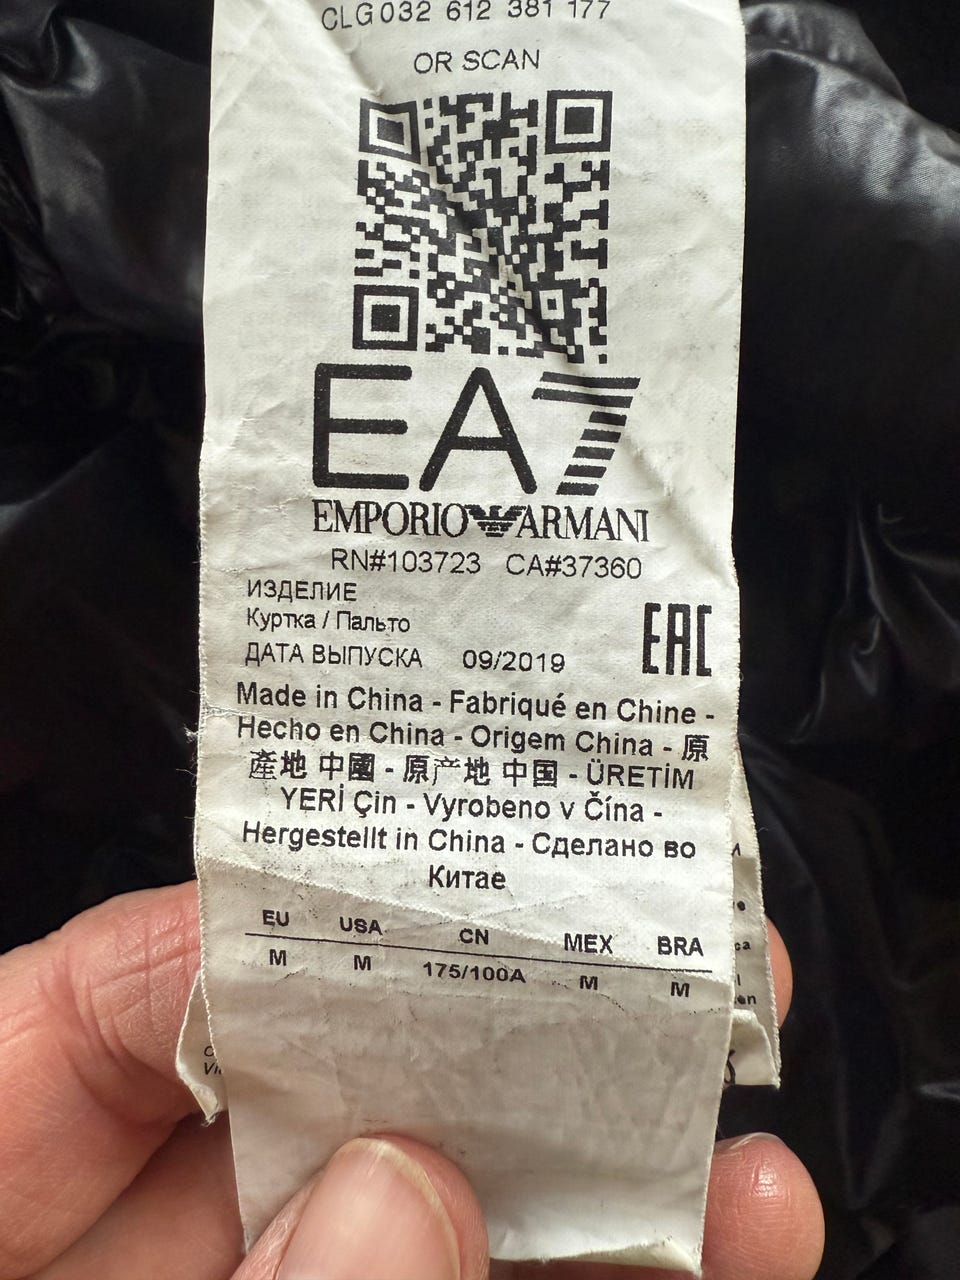 CLG032 612 381 177
OR SCAN
EA7
EMPORIO ARMANI
RN#103723 CA#37360
ИЗДЕЛИЕ
Куртка / Пальто
EAC
ДАТА ВЫПУСКА 09/2019
Made in China - Fabriqué en Chine -
Hecho en China - Origem China - 原
產地 中國 - 原产地 中国 - ÜRETİM
YERİ Çin - Vyrobeno v Čína -
Hergestellt in China - Сделано во
Китае
EU USA CN MEX BRA
M M 175/100A M M